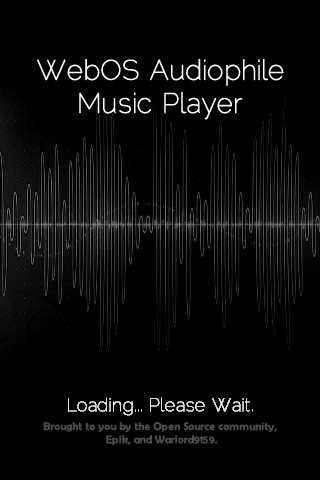 WebOS Audiophile
Music Player
Loading... Please Wait.
Brought to you by the Open Source community,
Epik, and Warlord9159.